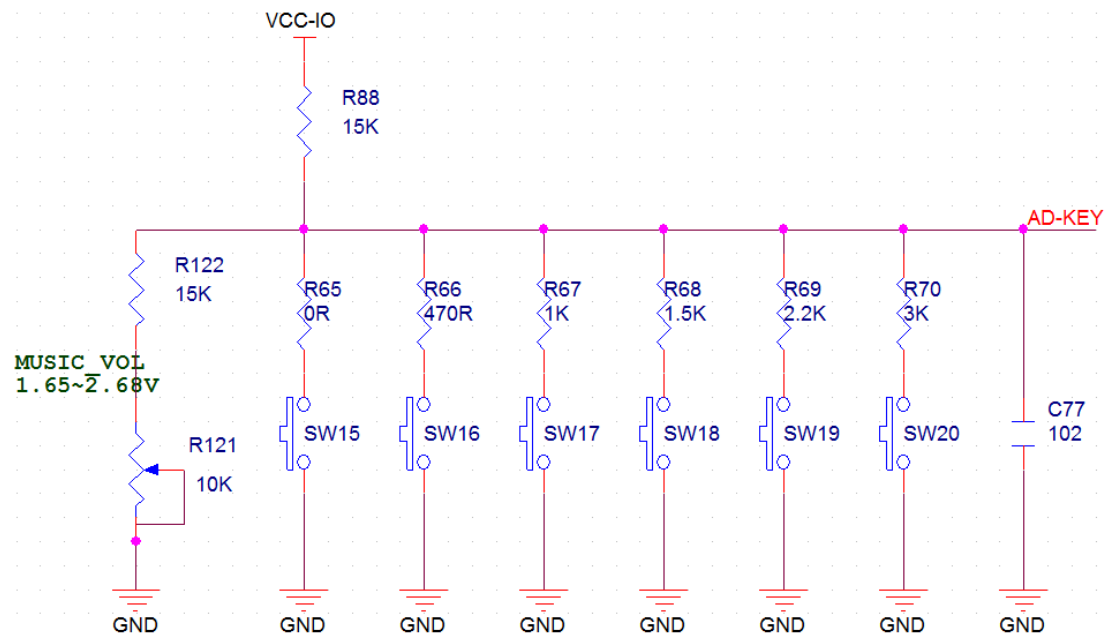 VCC-IO
R88
15K
AD-KEY
R122
15K
R65
0R
R66
470R
R67
1K
R68
1.5K
R69
2.2K
R70
3K
MUSIC_VOL
1.65~2.68V
R121
10K
SW15
SW16
SW17
SW18
SW19
SW20
C77
102
GND
GND
GND
GND
GND
GND
GND
GND